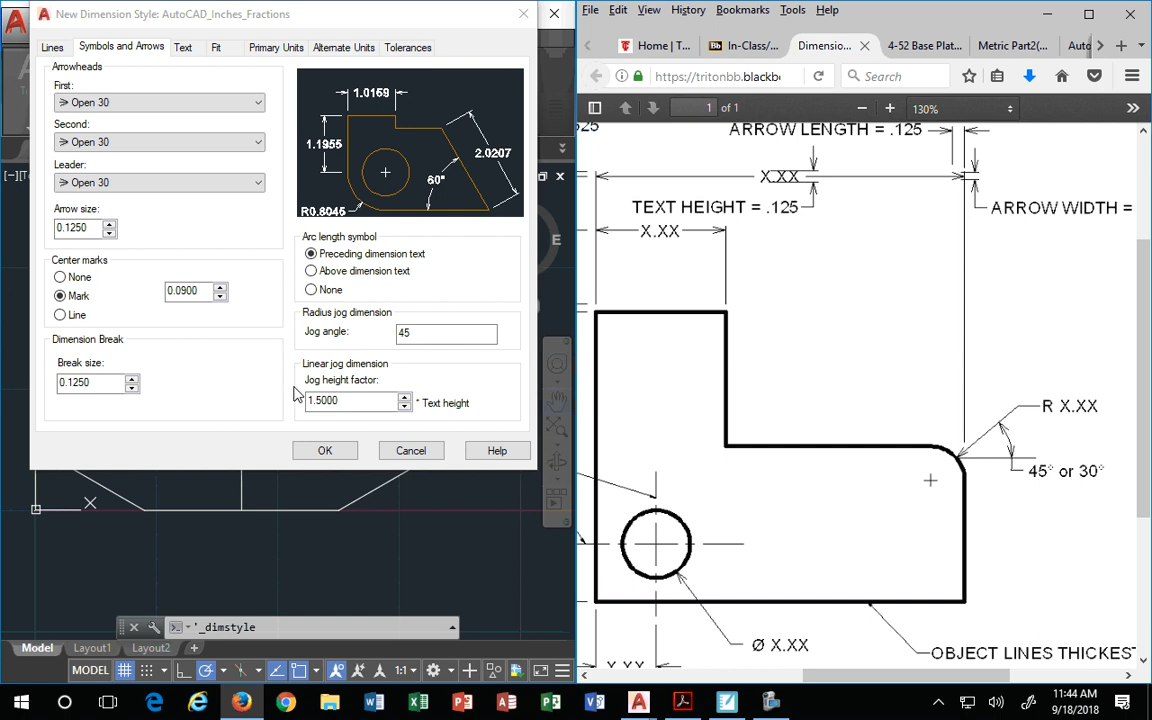 New Dimension Style: AutoCAD_Inches_Fractions
Lines
Symbols and Arrows
Text
Fit
Primary Units
Alternate Units
Tolerances
Arrowheads
First:
Open 30
Second:
Open 30
Leader:
Open 30
Arrow size:
0.1250
Center marks
None
Mark
0.0900
Line
Dimension Break
Break size:
0.1250
1.0159
1.1955
2.0207
60°
R0.8045
Arc length symbol
Preceding dimension text
Above dimension text
None
Radius jog dimension
Jog angle:
45
Linear jog dimension
Jog height factor:
1.5000
* Text height
OK
Cancel
Help
[−][T
E
X
'_dimstyle
Model
Layout1
Layout2
MODEL
1:1
File Edit View History Bookmarks Tools Help
Home | T...
Bb In-Class/...
Dimensio...
4-52 Base Plat...
Metric Part2(...
Auto
https://tritonbb.blackb
Search
1 of 1
130%
ARROW LENGTH = .125
X.XX
TEXT HEIGHT = .125
ARROW WIDTH =
X.XX
R X.XX
45° or 30°
Ø X.XX
OBJECT LINES THICKEST
X.XX
11:44 AM
9/18/2018